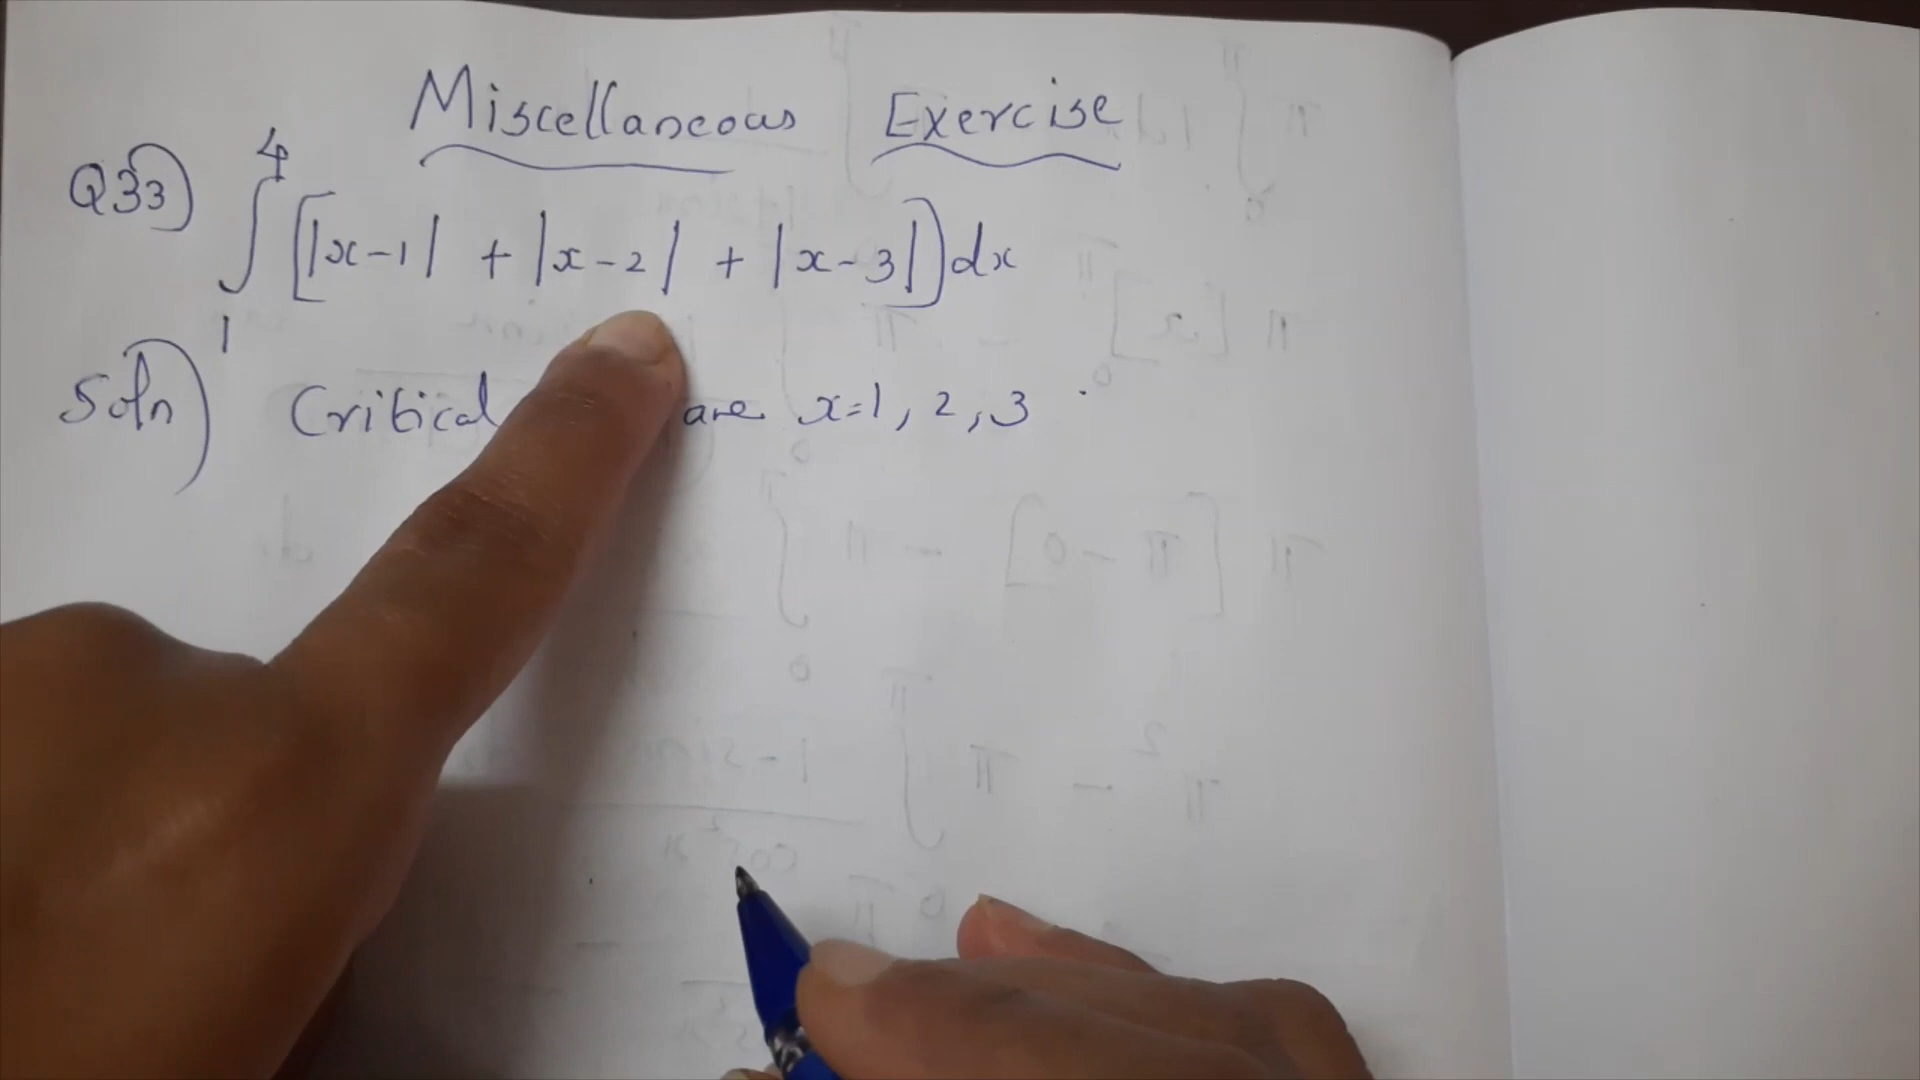 Miscellaneous Exercise
Q33) ∫₁⁴ [|x-1| + |x-2| + |x-3|] dx
Soln) Critical are x=1, 2, 3